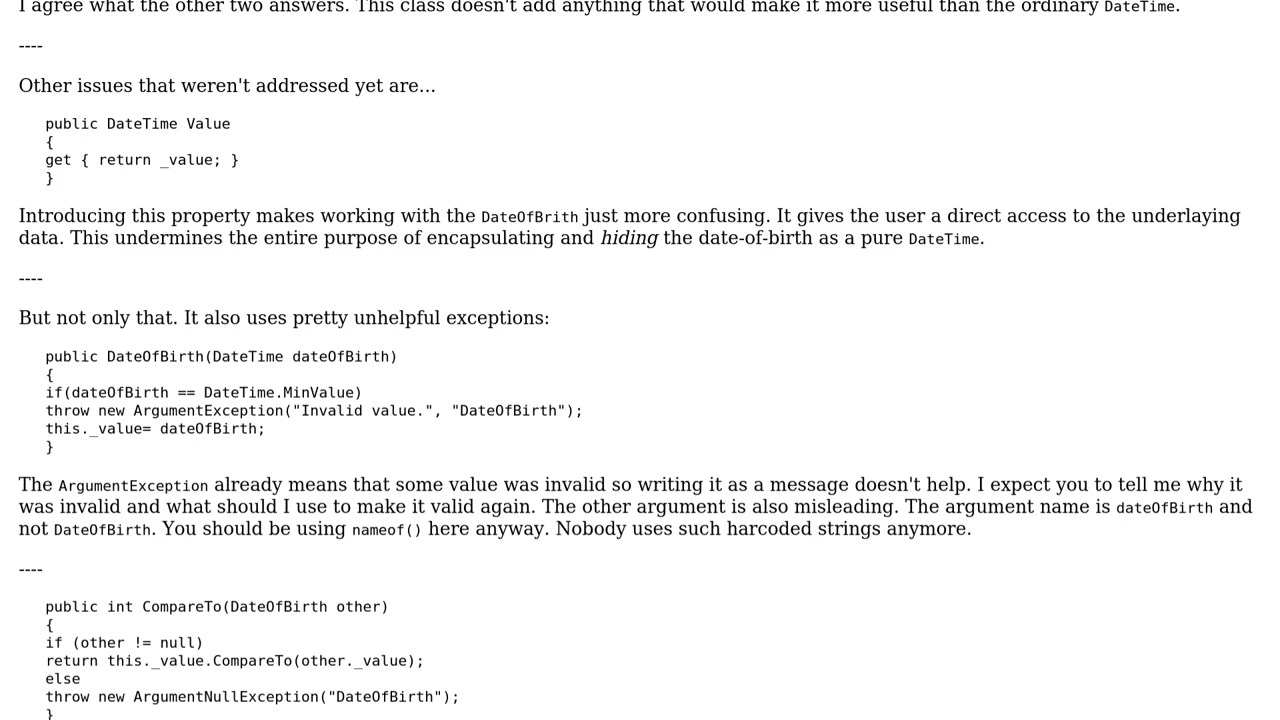 I agree what the other two answers. This class doesn't add anything that would make it more useful than the ordinary DateTime.
----
Other issues that weren't addressed yet are...
public DateTime Value
{
get { return _value; }
}
Introducing this property makes working with the DateOfBrith just more confusing. It gives the user a direct access to the underlaying
data. This undermines the entire purpose of encapsulating and hiding the date-of-birth as a pure DateTime.
----
But not only that. It also uses pretty unhelpful exceptions:
public DateOfBirth(DateTime dateOfBirth)
{
if(dateOfBirth == DateTime.MinValue)
throw new ArgumentException("Invalid value.", "DateOfBirth");
this._value= dateOfBirth;
}
The ArgumentException already means that some value was invalid so writing it as a message doesn't help. I expect you to tell me why it
was invalid and what should I use to make it valid again. The other argument is also misleading. The argument name is dateOfBirth and
not DateOfBirth. You should be using nameof() here anyway. Nobody uses such harcoded strings anymore.
----
public int CompareTo(DateOfBirth other)
{
if (other != null)
return this._value.CompareTo(other._value);
else
throw new ArgumentNullException("DateOfBirth");
}